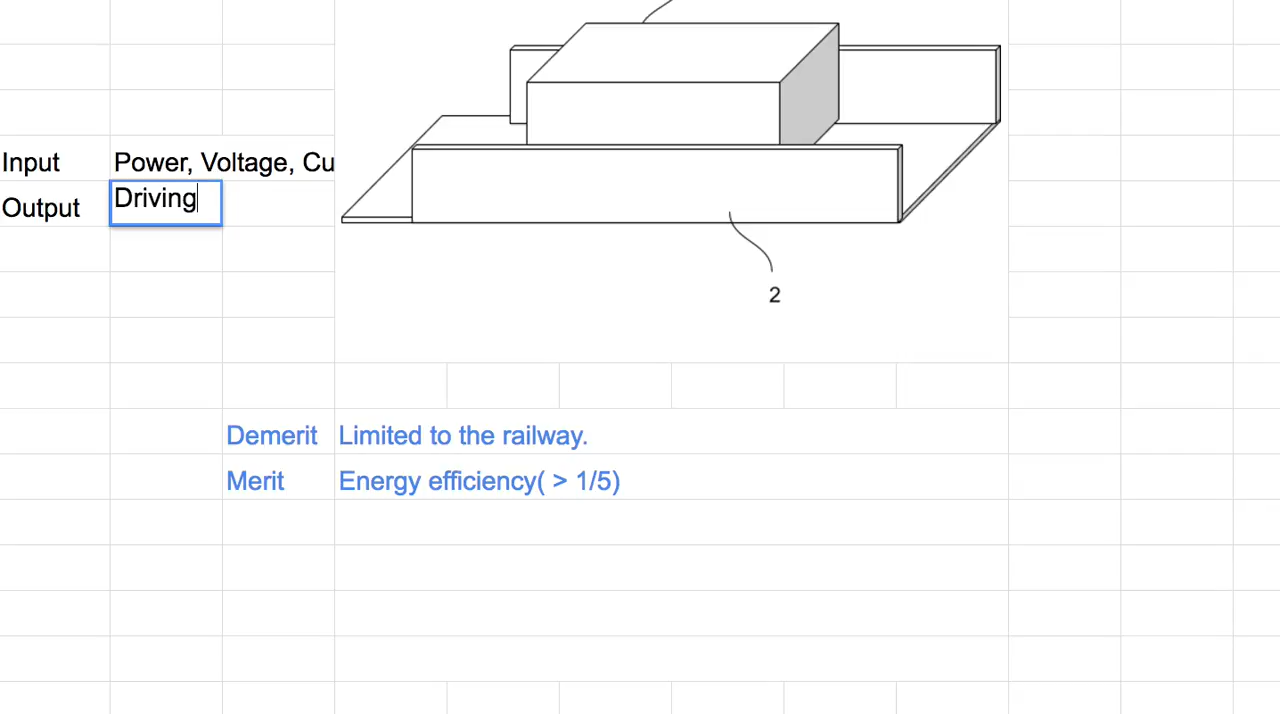 Input Power, Voltage, Cu
Output Driving
2
Demerit Limited to the railway.
Merit Energy efficiency( > 1/5)